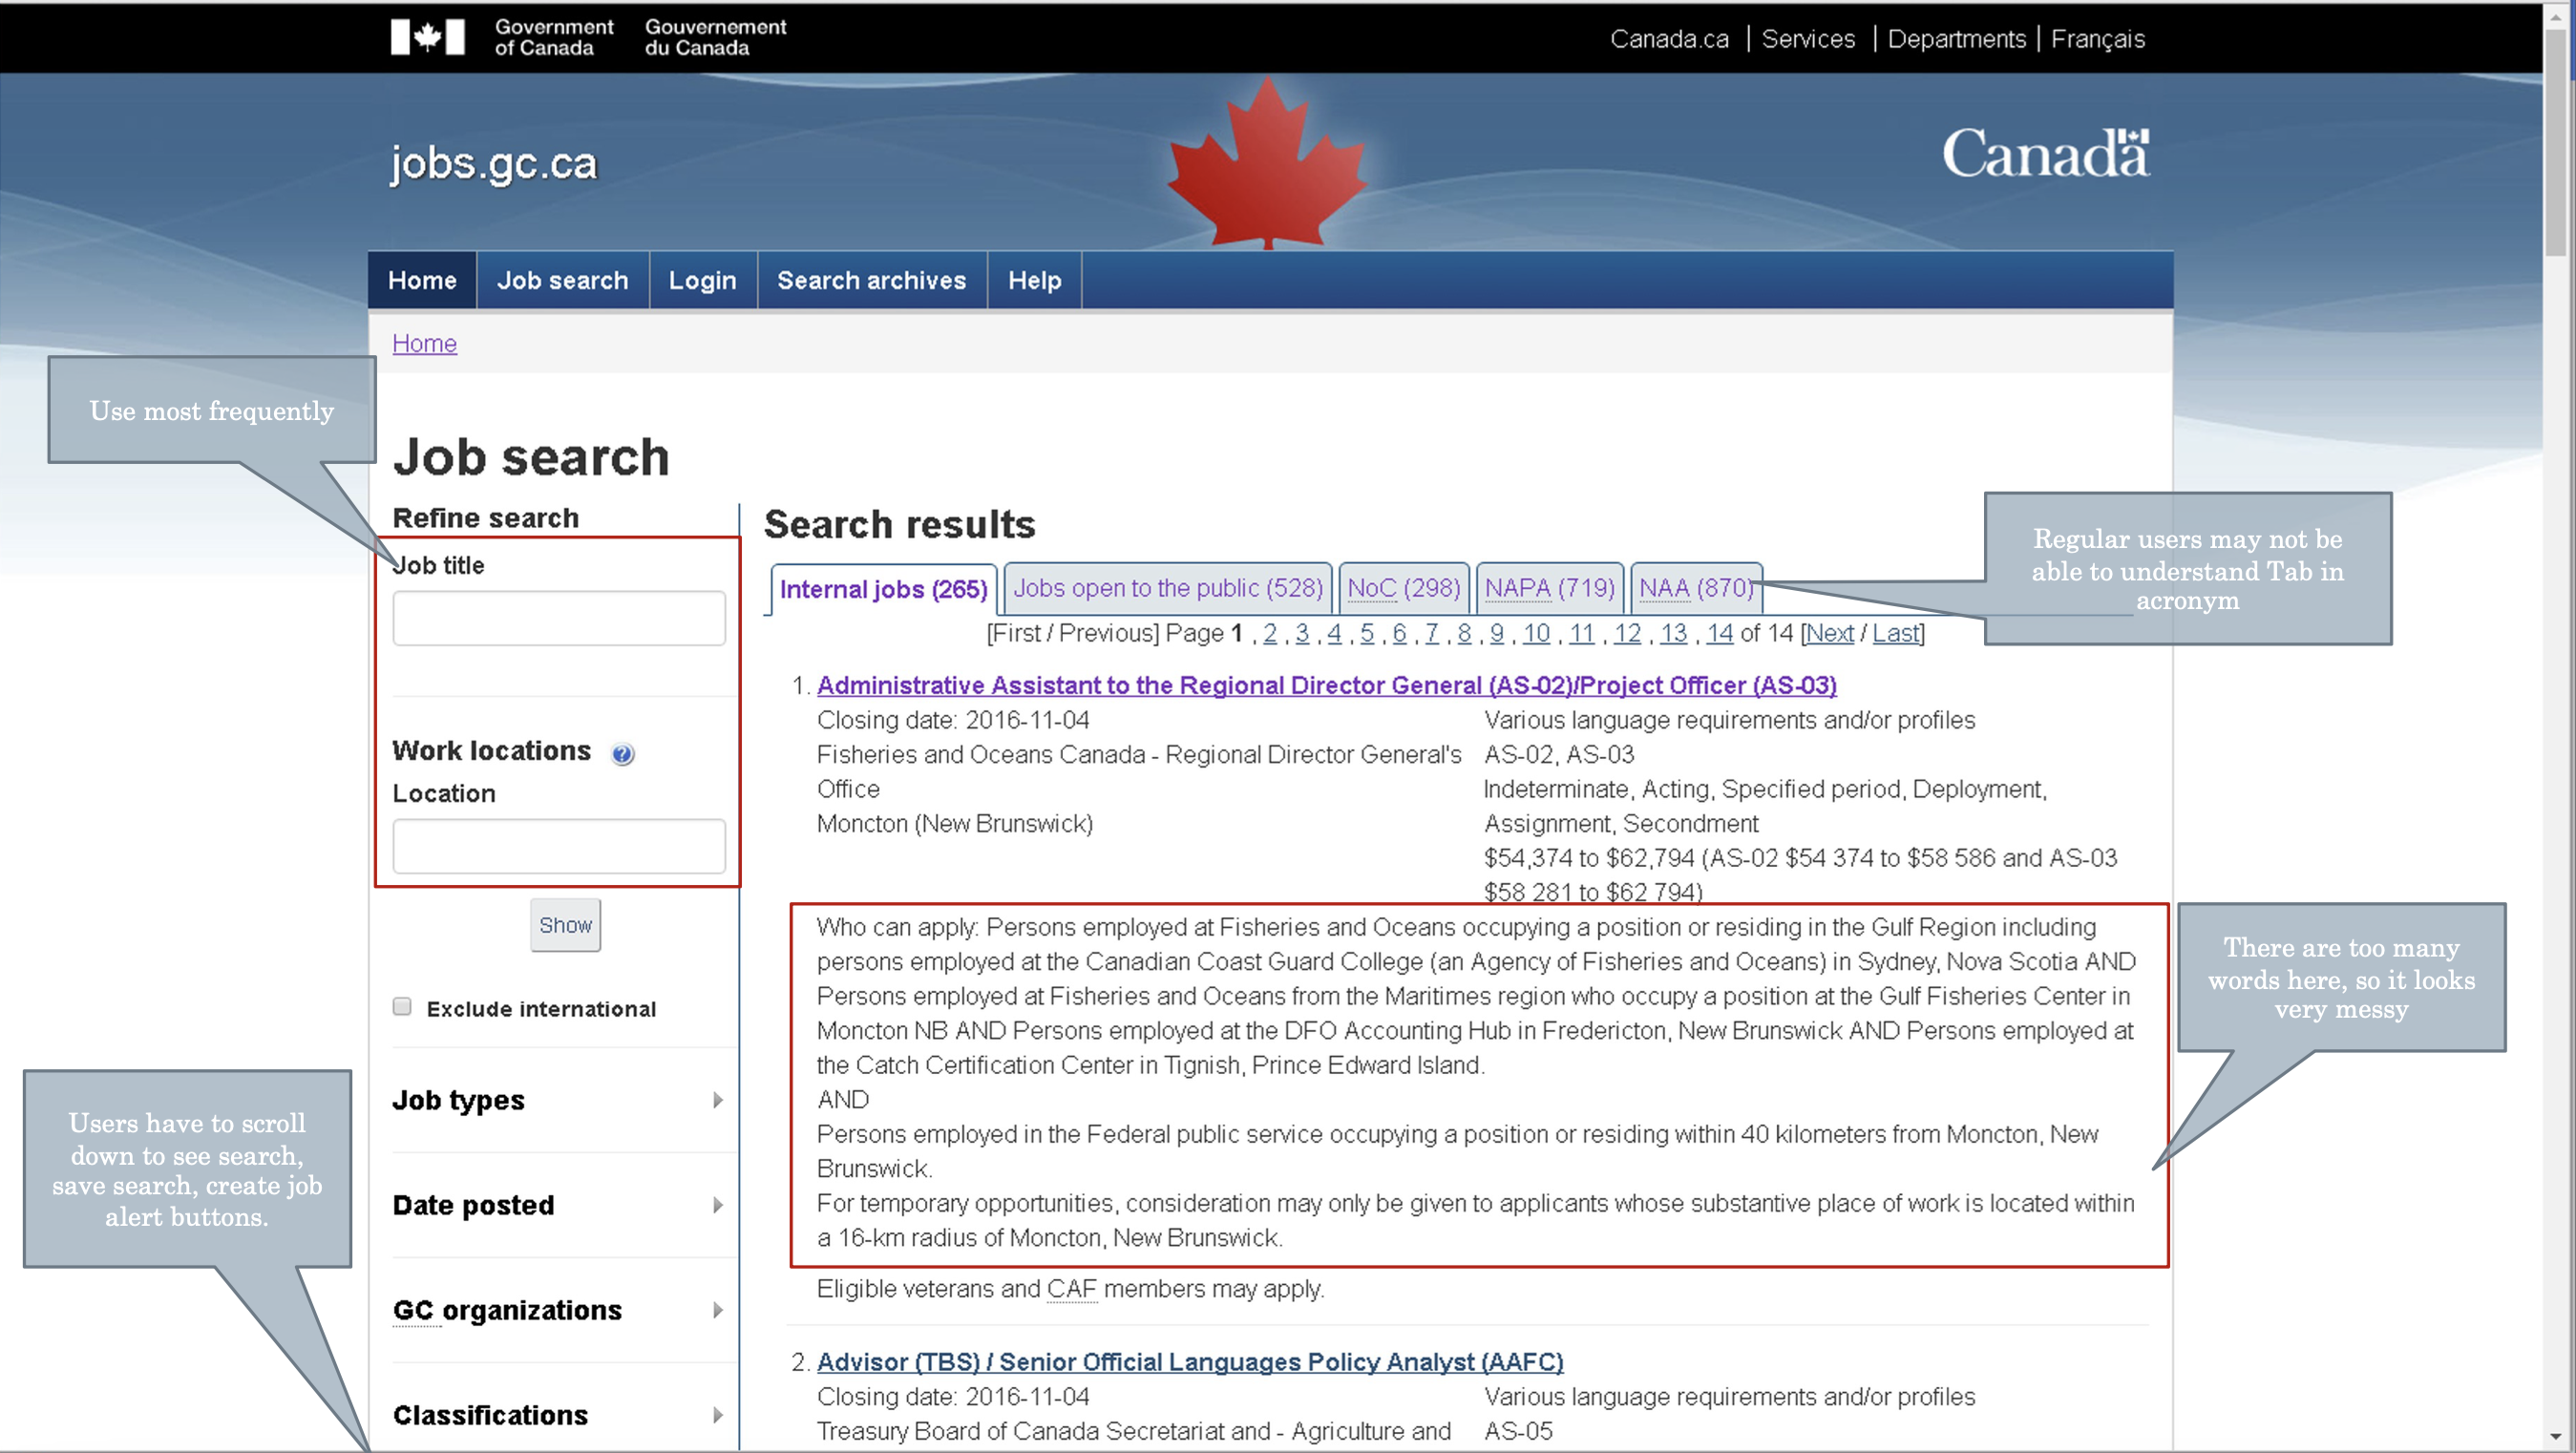 Government of Canada
Gouvernement du Canada
Canada.ca | Services | Departments | Français
jobs.gc.ca
Canada
Home
Job search
Login
Search archives
Help
Home
Use most frequently
Job search
Refine search
Job title
Work locations ?
Location
Show
Exclude international
Job types
Date posted
GC organizations
Classifications
Users have to scroll
down to see search,
save search, create job
alert buttons.
Search results
Internal jobs (265)
Jobs open to the public (528)
NoC (298)
NAPA (719)
NAA (870)
Regular users may not be
able to understand Tab in
acronym
[First / Previous] Page 1 , 2 , 3 , 4 , 5 , 6 , 7 , 8 , 9 , 10 , 11 , 12 , 13 , 14 of 14 [Next / Last]
1. Administrative Assistant to the Regional Director General (AS-02)/Project Officer (AS-03)
Closing date: 2016-11-04
Fisheries and Oceans Canada - Regional Director General's
Office
Moncton (New Brunswick)
Various language requirements and/or profiles
AS-02, AS-03
Indeterminate, Acting, Specified period, Deployment,
Assignment, Secondment
$54,374 to $62,794 (AS-02 $54 374 to $58 586 and AS-03
$58 281 to $62 794)
Who can apply: Persons employed at Fisheries and Oceans occupying a position or residing in the Gulf Region including
persons employed at the Canadian Coast Guard College (an Agency of Fisheries and Oceans) in Sydney, Nova Scotia AND
Persons employed at Fisheries and Oceans from the Maritimes region who occupy a position at the Gulf Fisheries Center in
Moncton NB AND Persons employed at the DFO Accounting Hub in Fredericton, New Brunswick AND Persons employed at
the Catch Certification Center in Tignish, Prince Edward Island.
AND
Persons employed in the Federal public service occupying a position or residing within 40 kilometers from Moncton, New
Brunswick.
For temporary opportunities, consideration may only be given to applicants whose substantive place of work is located within
a 16-km radius of Moncton, New Brunswick.
There are too many
words here, so it looks
very messy
Eligible veterans and CAF members may apply.
2. Advisor (TBS) / Senior Official Languages Policy Analyst (AAFC)
Closing date: 2016-11-04
Treasury Board of Canada Secretariat and - Agriculture and
Various language requirements and/or profiles
AS-05